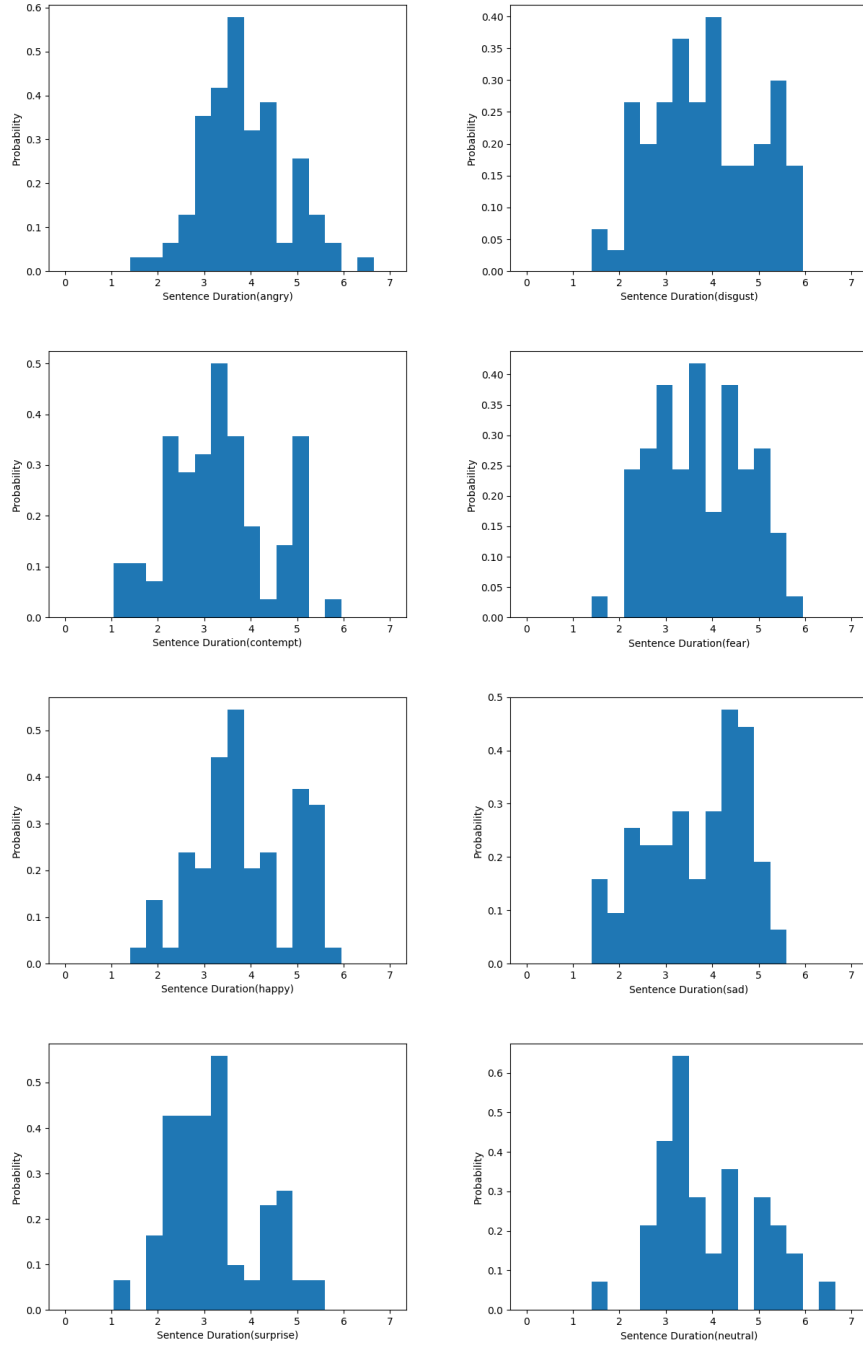 0.6
0.5
0.4
0.3
0.2
0.1
0.0
Probability
0 1 2 3 4 5 6 7
Sentence Duration(angry)
0.40
0.35
0.30
0.25
0.20
0.15
0.10
0.05
0.00
Probability
0 1 2 3 4 5 6 7
Sentence Duration(disgust)
0.5
0.4
0.3
0.2
0.1
0.0
Probability
0 1 2 3 4 5 6 7
Sentence Duration(contempt)
0.40
0.35
0.30
0.25
0.20
0.15
0.10
0.05
0.00
Probability
0 1 2 3 4 5 6 7
Sentence Duration(fear)
0.5
0.4
0.3
0.2
0.1
0.0
Probability
0 1 2 3 4 5 6 7
Sentence Duration(happy)
0.5
0.4
0.3
0.2
0.1
0.0
Probability
0 1 2 3 4 5 6 7
Sentence Duration(sad)
0.5
0.4
0.3
0.2
0.1
0.0
Probability
0 1 2 3 4 5 6 7
Sentence Duration(surprise)
0.6
0.5
0.4
0.3
0.2
0.1
0.0
Probability
0 1 2 3 4 5 6 7
Sentence Duration(neutral)